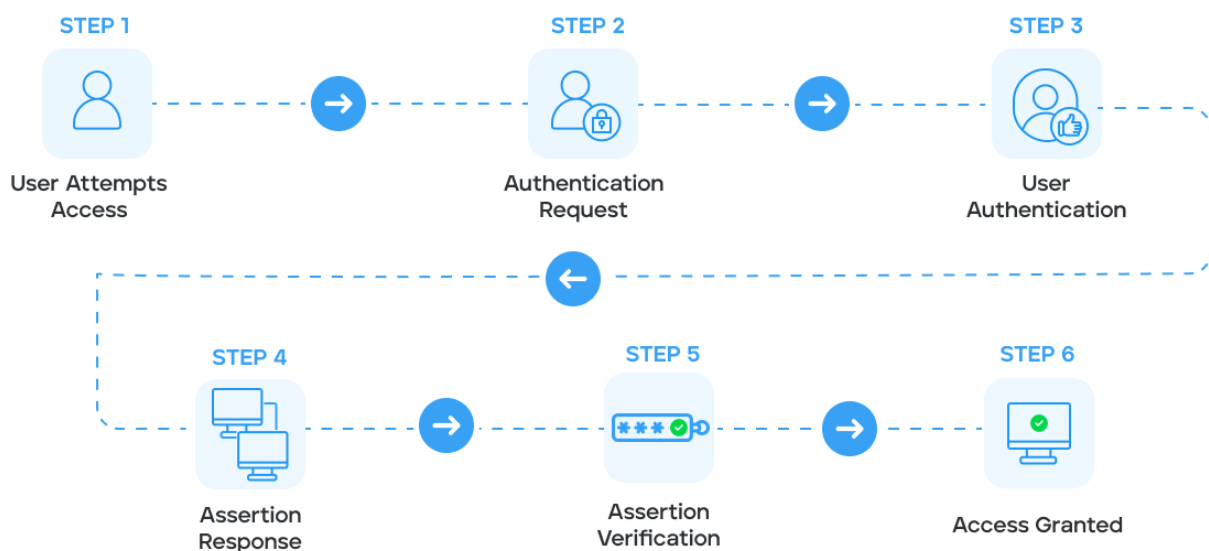 STEP 1
STEP 2
STEP 3
User Attempts
Access
Authentication
Request
User
Authentication
STEP 4
STEP 5
STEP 6
Assertion
Response
***
Assertion
Verification
Access Granted